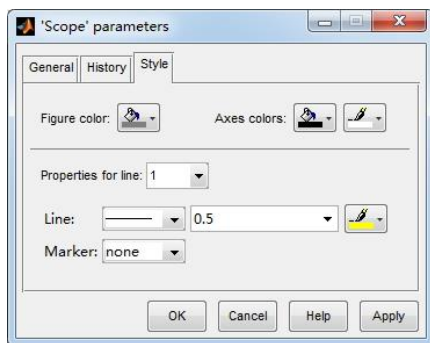 'Scope' parameters
General History Style
Figure color: Axes colors:
Properties for line: 1
Line: 0.5
Marker: none
OK Cancel Help Apply